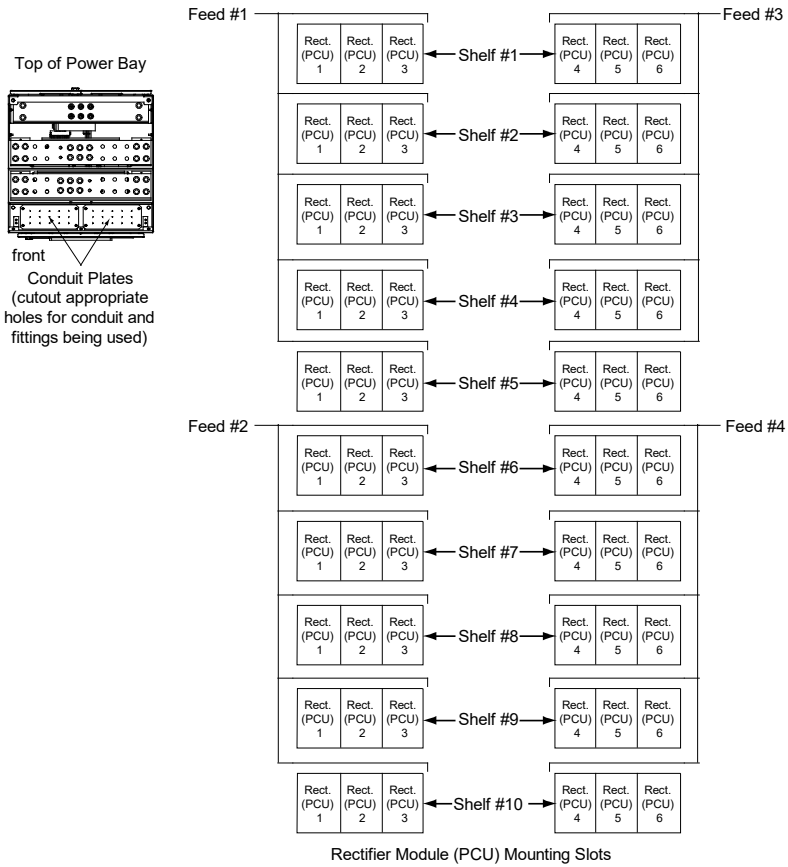 Feed #1
Feed #3
Top of Power Bay
front
Conduit Plates
(cutout appropriate
holes for conduit and
fittings being used)
Rect. Rect. Rect. Rect. Rect. Rect.
(PCU) (PCU) (PCU) Shelf #1 (PCU) (PCU) (PCU)
1 2 3 4 5 6
Rect. Rect. Rect. Rect. Rect. Rect.
(PCU) (PCU) (PCU) Shelf #2 (PCU) (PCU) (PCU)
1 2 3 4 5 6
Rect. Rect. Rect. Rect. Rect. Rect.
(PCU) (PCU) (PCU) Shelf #3 (PCU) (PCU) (PCU)
1 2 3 4 5 6
Rect. Rect. Rect. Rect. Rect. Rect.
(PCU) (PCU) (PCU) Shelf #4 (PCU) (PCU) (PCU)
1 2 3 4 5 6
Rect. Rect. Rect. Rect. Rect. Rect.
(PCU) (PCU) (PCU) Shelf #5 (PCU) (PCU) (PCU)
1 2 3 4 5 6
Feed #2
Feed #4
Rect. Rect. Rect. Rect. Rect. Rect.
(PCU) (PCU) (PCU) Shelf #6 (PCU) (PCU) (PCU)
1 2 3 4 5 6
Rect. Rect. Rect. Rect. Rect. Rect.
(PCU) (PCU) (PCU) Shelf #7 (PCU) (PCU) (PCU)
1 2 3 4 5 6
Rect. Rect. Rect. Rect. Rect. Rect.
(PCU) (PCU) (PCU) Shelf #8 (PCU) (PCU) (PCU)
1 2 3 4 5 6
Rect. Rect. Rect. Rect. Rect. Rect.
(PCU) (PCU) (PCU) Shelf #9 (PCU) (PCU) (PCU)
1 2 3 4 5 6
Rect. Rect. Rect. Rect. Rect. Rect.
(PCU) (PCU) (PCU) Shelf #10 (PCU) (PCU) (PCU)
1 2 3 4 5 6
Rectifier Module (PCU) Mounting Slots